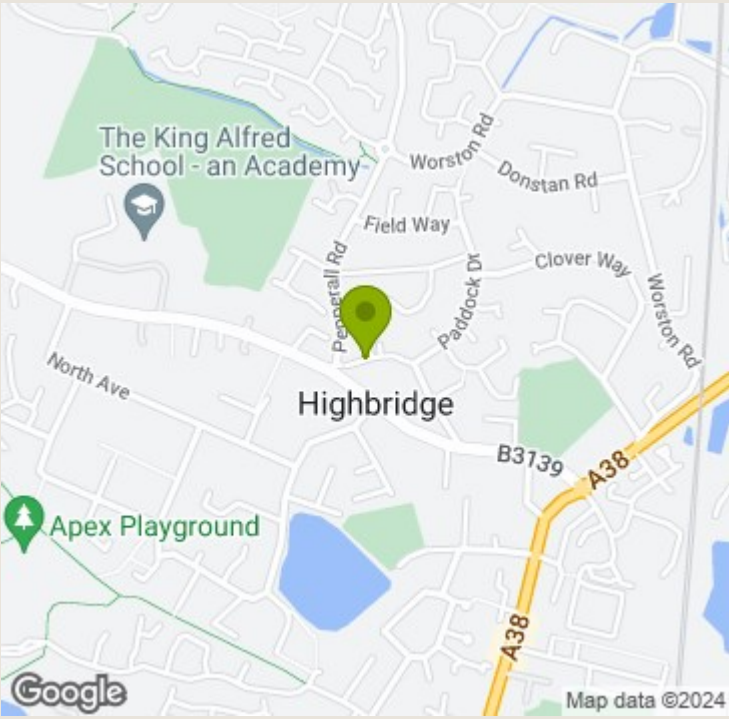 The King Alfred
School - an Academy
Worston Rd
Donstan Rd
Field Way
Pepperall Rd
Clover Way
Paddock Dr
Worston Rd
North Ave
Highbridge
B3139
A38
Apex Playground
A38
Google
Map data ©2024